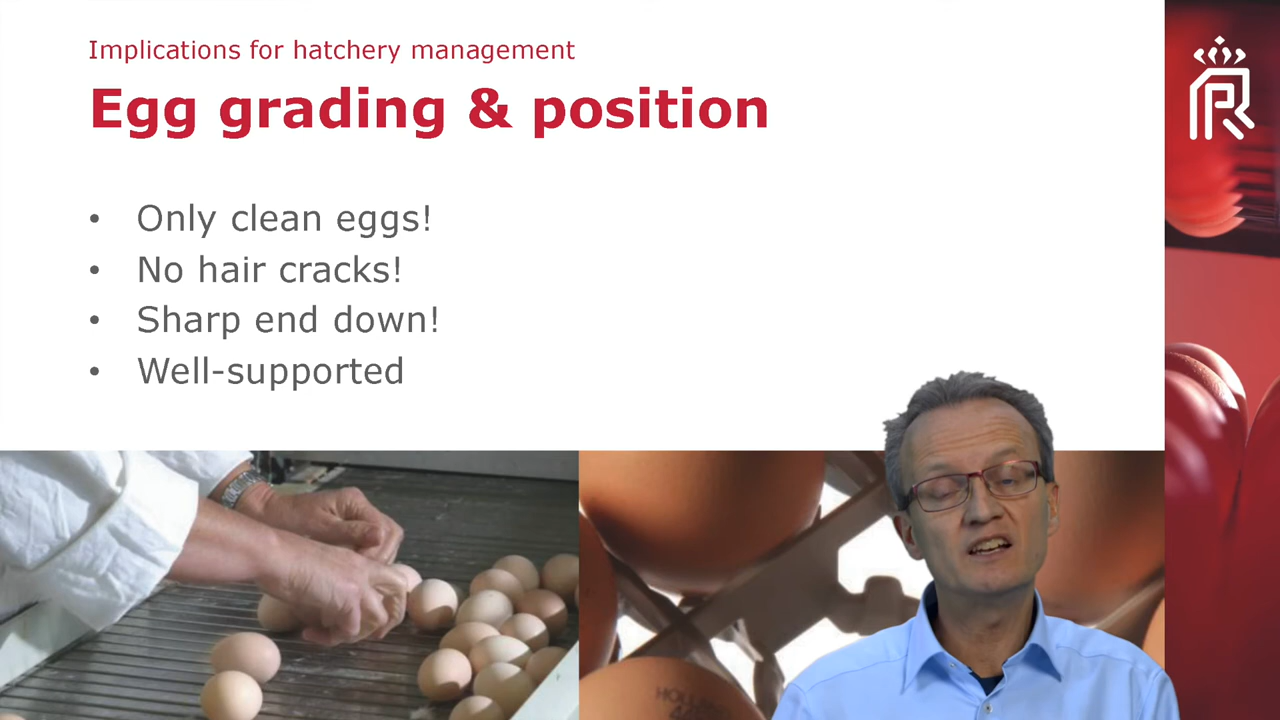 Implications for hatchery management
Egg grading & position
• Only clean eggs!
• No hair cracks!
• Sharp end down!
• Well-supported